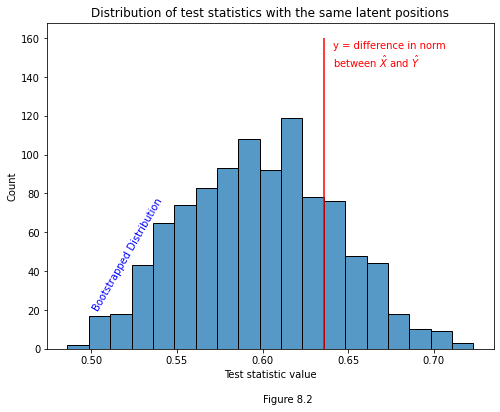 Distribution of test statistics with the same latent positions
160
140
120
100
80
60
40
20
0
Count
y = difference in norm
between X̂ and Ŷ
Bootstrapped Distribution
0.50 0.55 0.60 0.65 0.70
Test statistic value
Figure 8.2